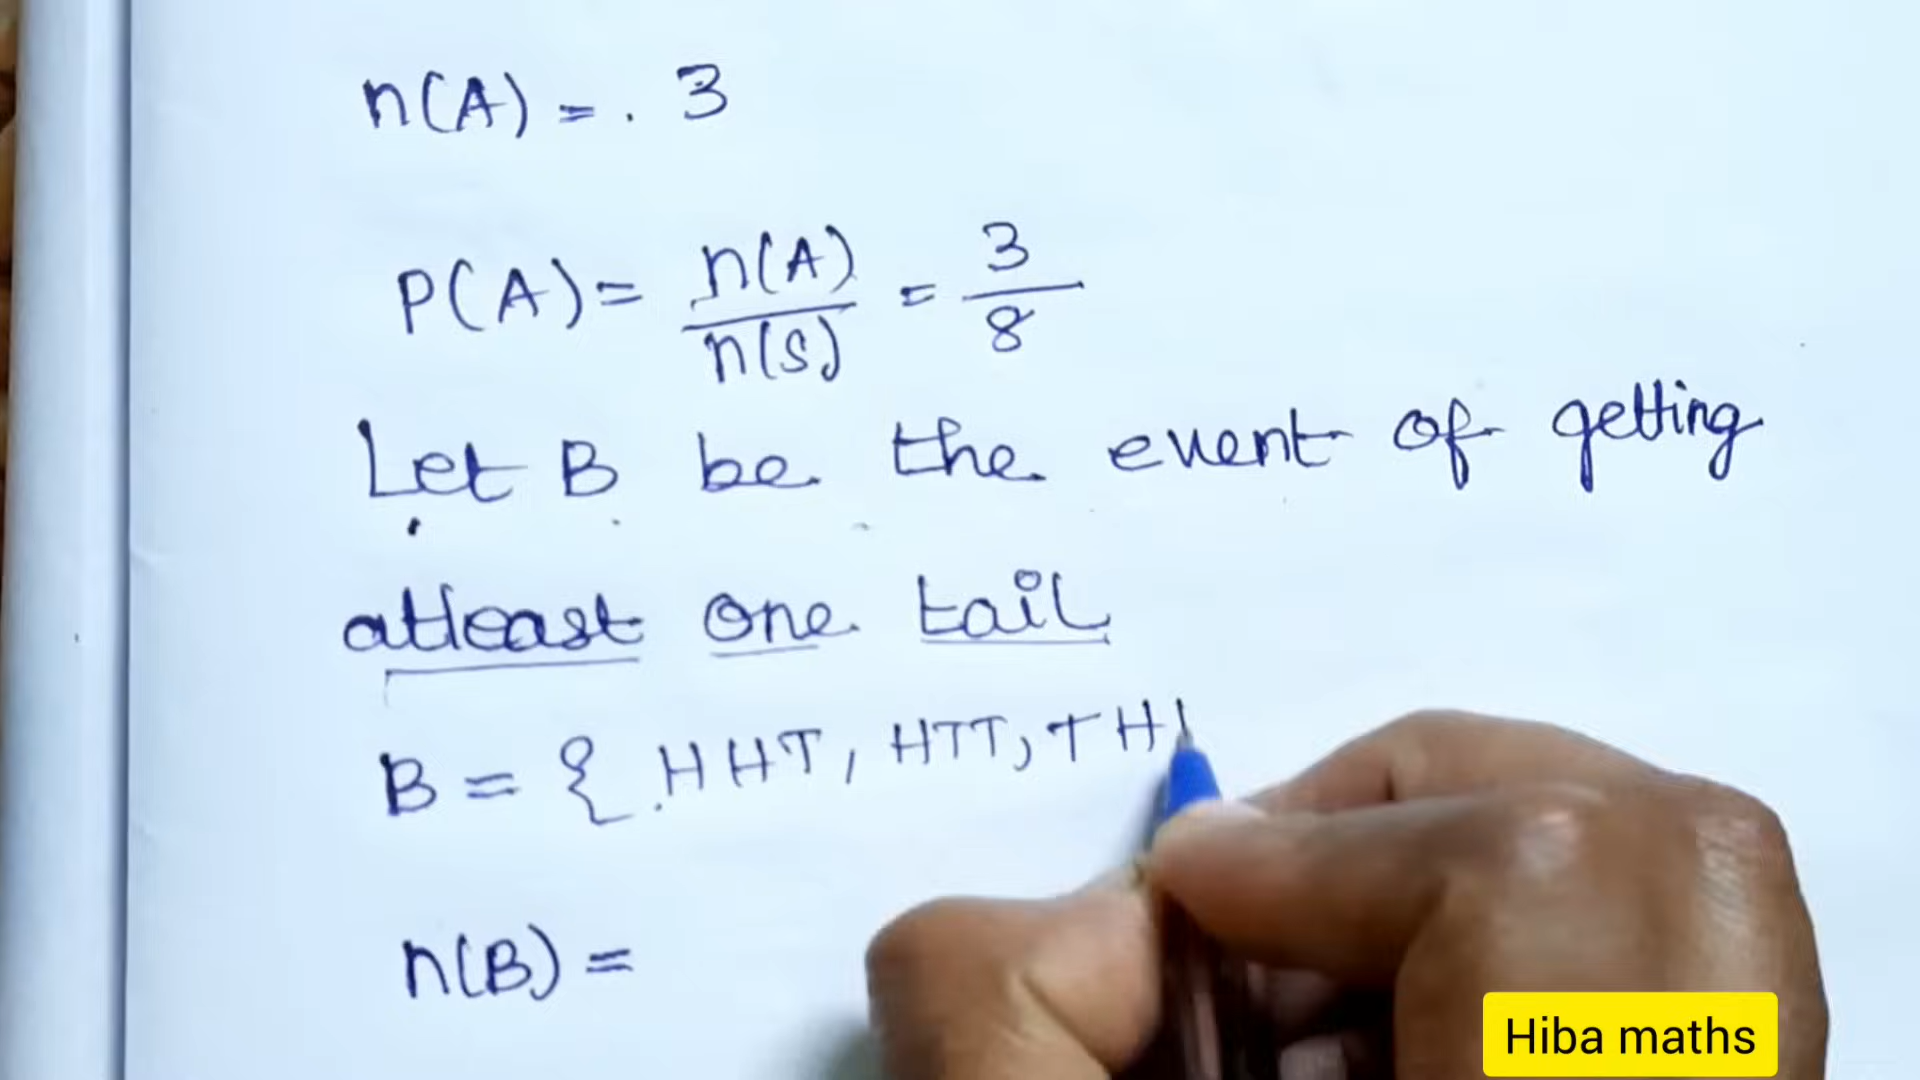 n(A) = . 3
P(A) = n(A)/n(S) = 3/8
Let B be the event of getting
atleast one tail
B = { HHT, HTT, TH
n(B) =
Hiba maths